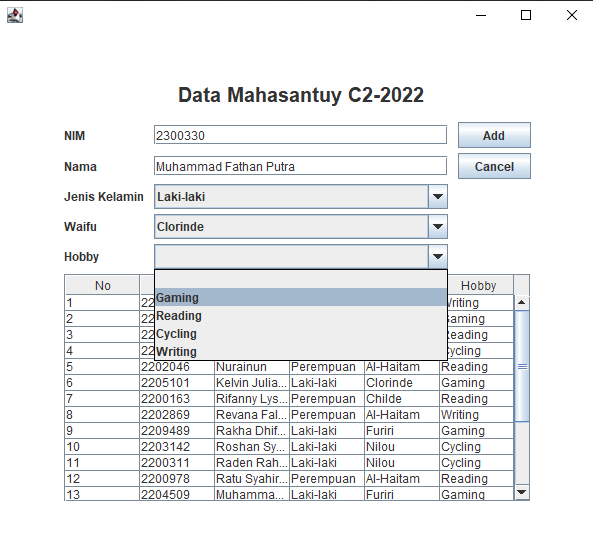 Data Mahasantuy C2-2022
NIM 2300330 Add
Nama Muhammad Fathan Putra Cancel
Jenis Kelamin Laki-laki
Waifu Clorinde
Hobby
Gaming
Reading
Cycling
Writing
No Hobby
1 22 Writing
2 22 Gaming
3 22 Reading
4 22 Cycling
5 2202046 Nurainun Perempuan Al-Haitam Reading
6 2205101 Kelvin Julia... Laki-laki Clorinde Gaming
7 2200163 Rifanny Lys... Perempuan Childe Reading
8 2202869 Revana Fal... Perempuan Al-Haitam Writing
9 2209489 Rakha Dhif... Laki-laki Furiri Gaming
10 2203142 Roshan Sy... Laki-laki Nilou Cycling
11 2200311 Raden Rah... Laki-laki Nilou Cycling
12 2200978 Ratu Syahir... Perempuan Al-Haitam Reading
13 2204509 Muhamma... Laki-laki Furiri Gaming